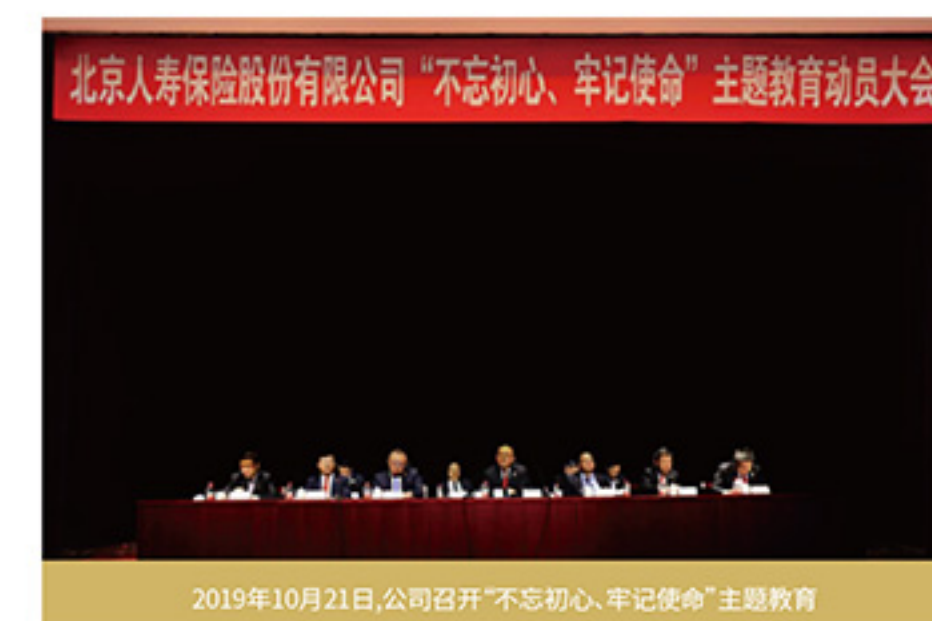 北京人寿保险股份有限公司“不忘初心、牢记使命”主题教育动员大会
2019年10月21日,公司召开“不忘初心、牢记使命”主题教育